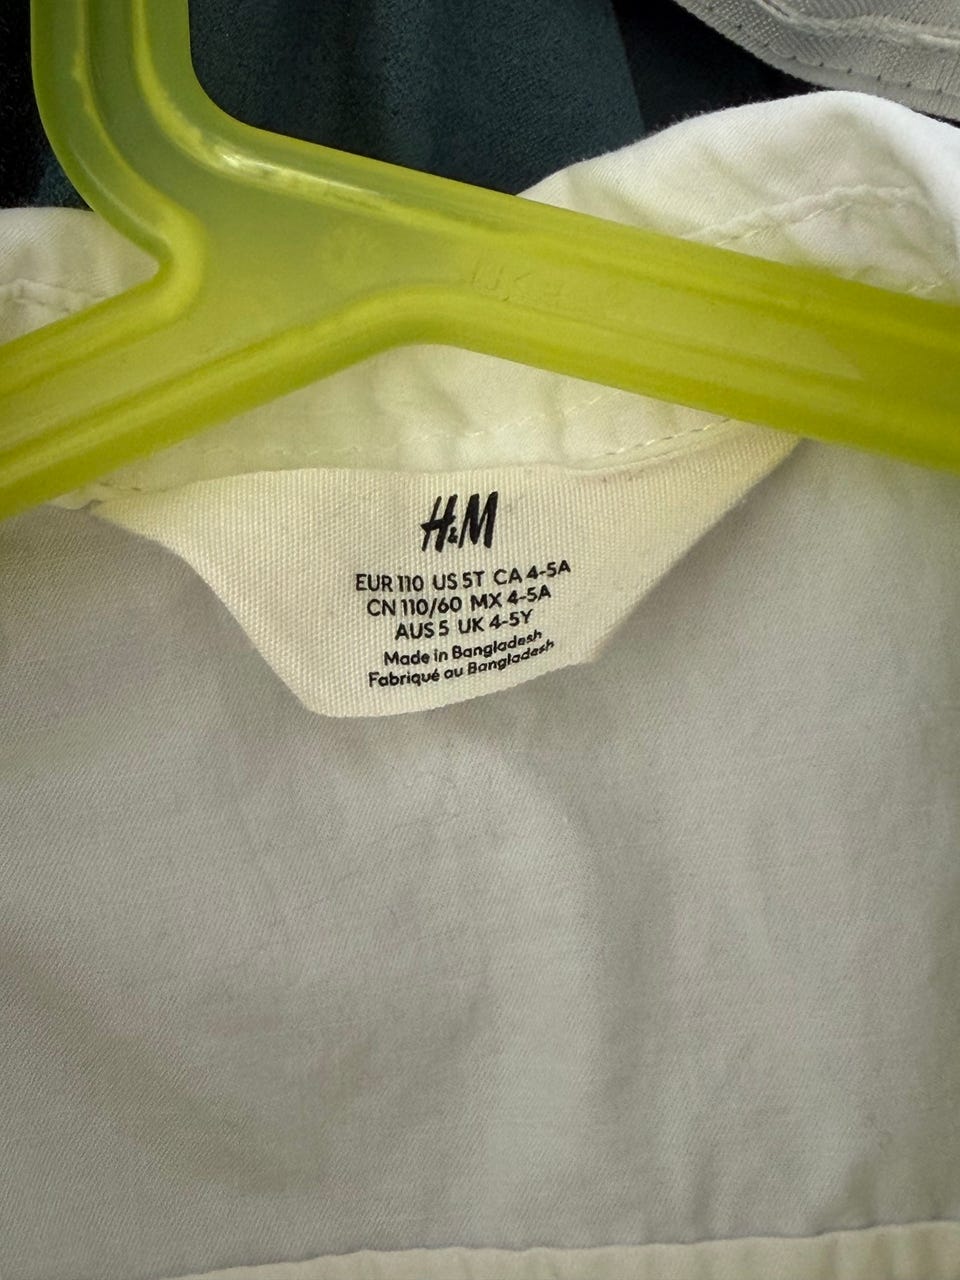 H&M
EUR 110 US 5T CA 4-5A
CN 110/60 MX 4-5A
AUS 5 UK 4-5Y
Made in Bangladesh
Fabriqué au Bangladesh